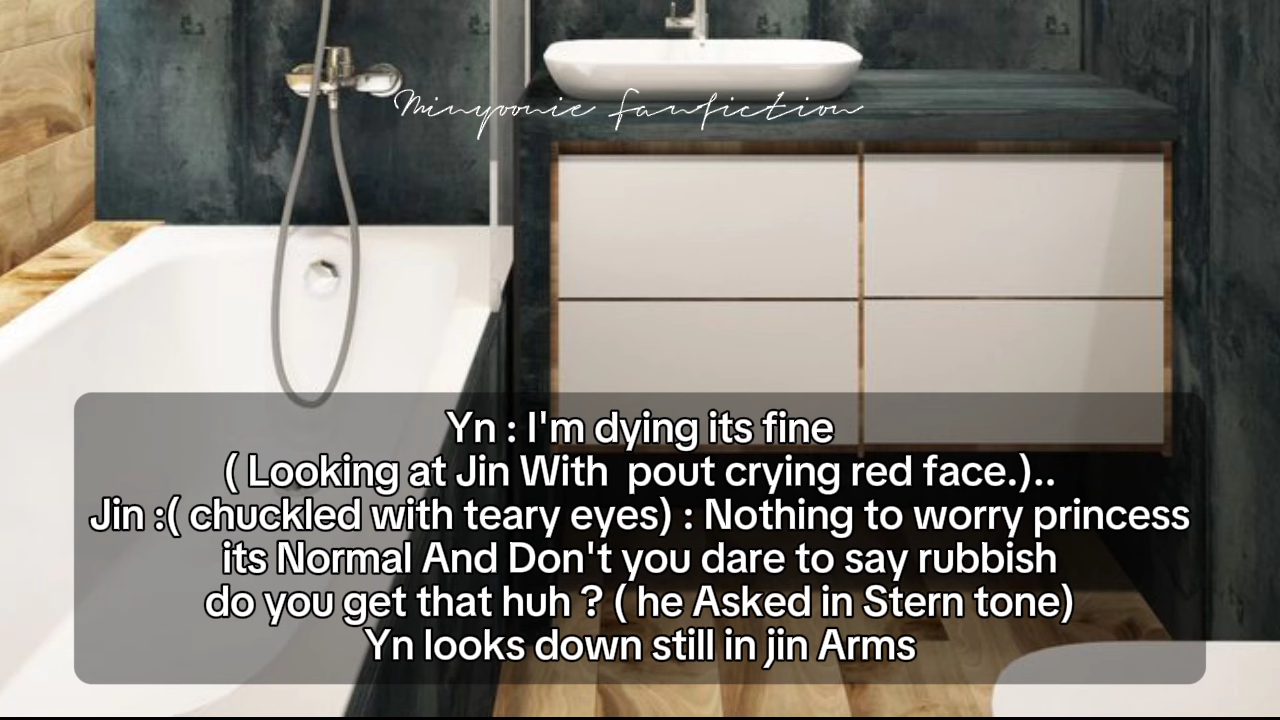 Minyoonie fanfiction
Yn : I'm dying its fine
( Looking at Jin With pout crying red face.)..
Jin :( chuckled with teary eyes) : Nothing to worry princess
its Normal And Don't you dare to say rubbish
do you get that huh ? ( he Asked in Stern tone)
Yn looks down still in jin Arms